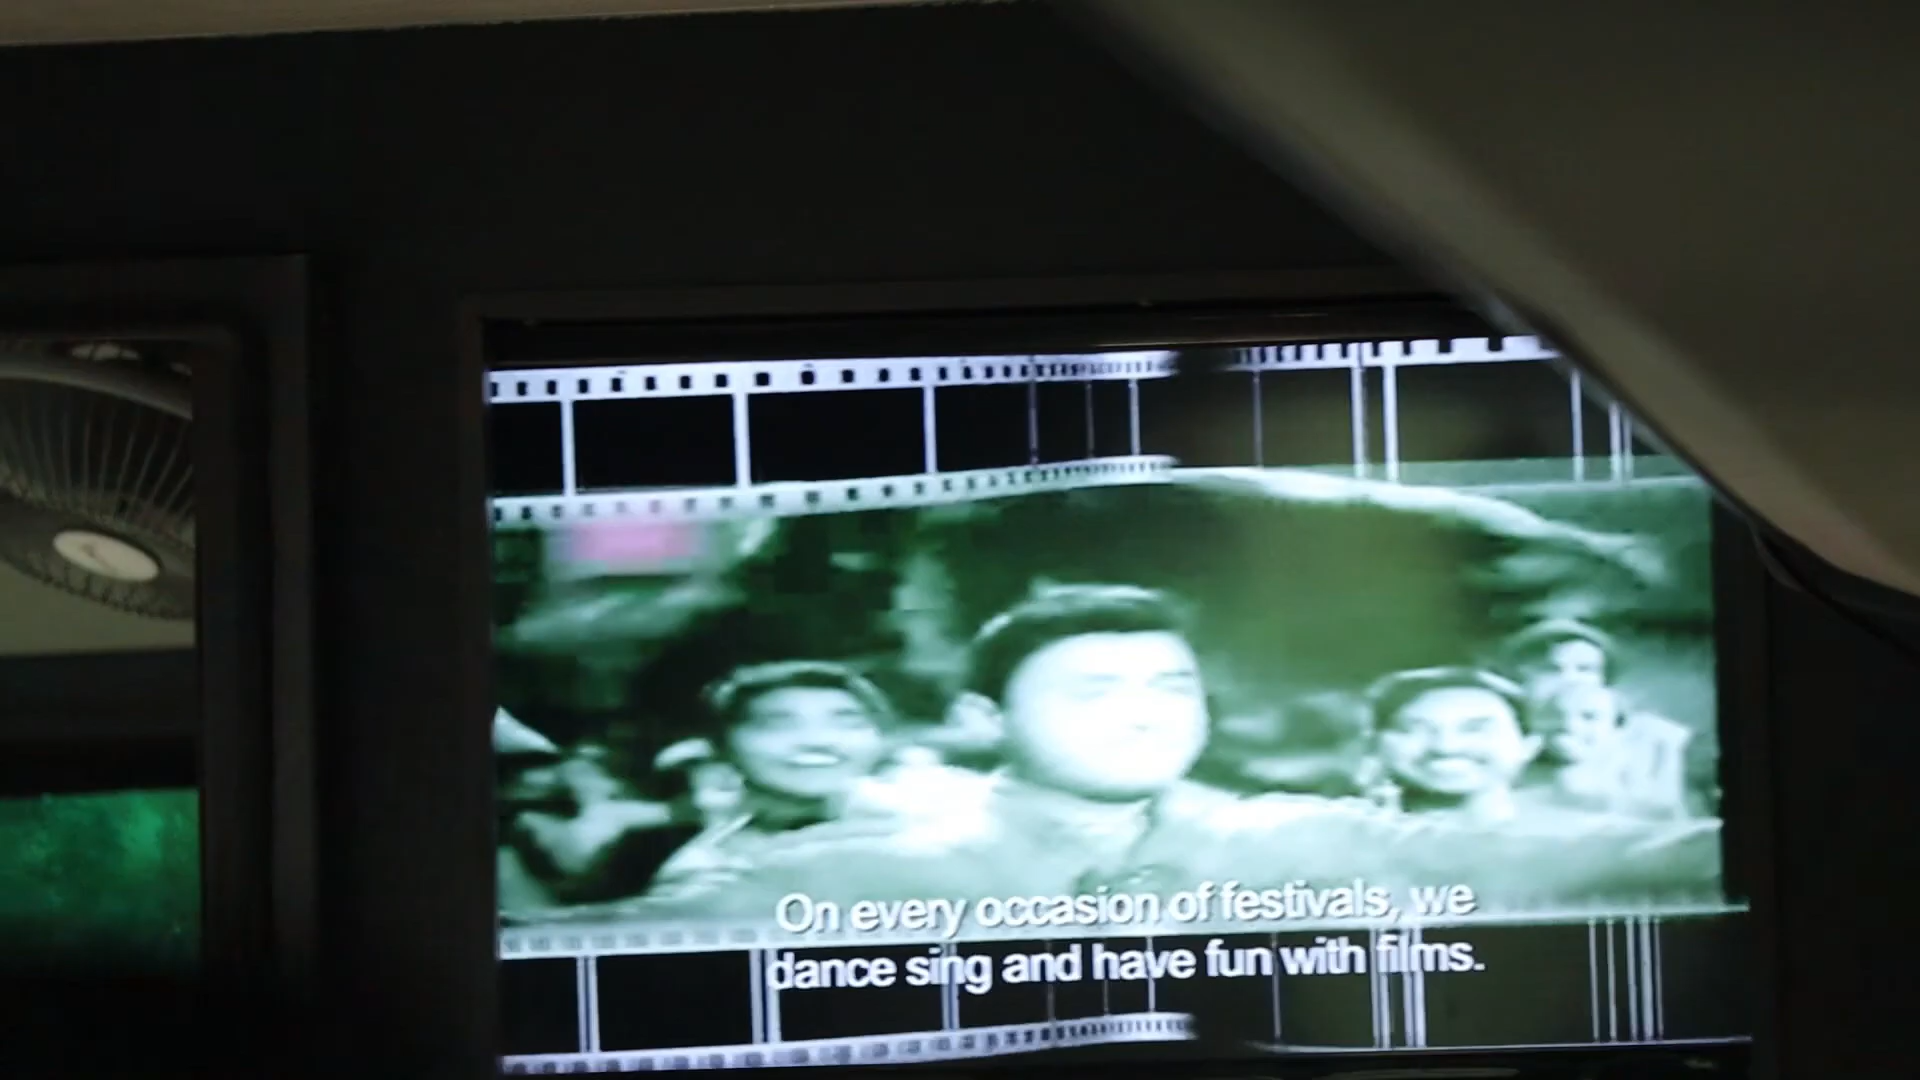 On every occasion of festivals, we
dance sing and have fun with films.